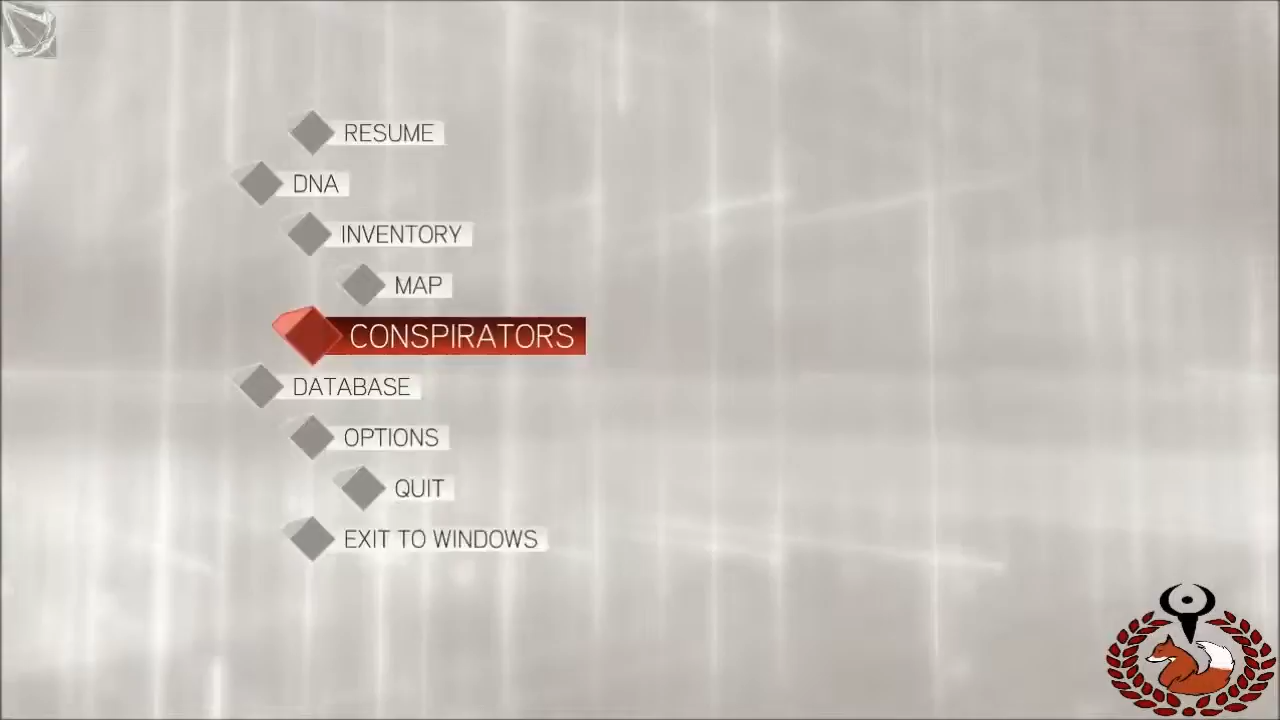 RESUME
DNA
INVENTORY
MAP
CONSPIRATORS
DATABASE
OPTIONS
QUIT
EXIT TO WINDOWS